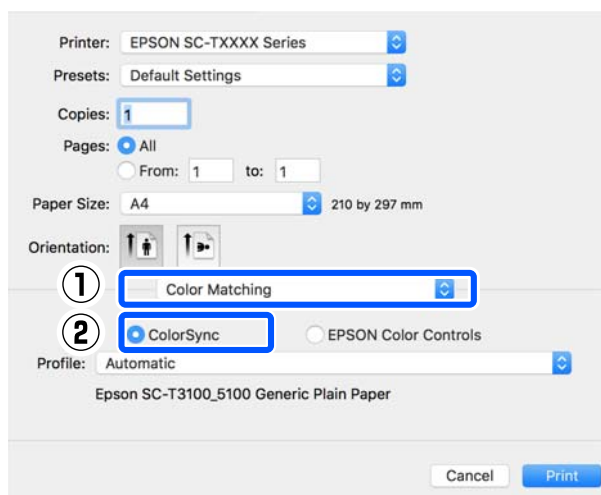 Printer: EPSON SC-TXXXX Series
Presets: Default Settings
Copies: 1
Pages: All
From: 1 to: 1
Paper Size: A4 210 by 297 mm
Orientation:
① Color Matching
② ColorSync EPSON Color Controls
Profile: Automatic
Epson SC-T3100_5100 Generic Plain Paper
Cancel Print